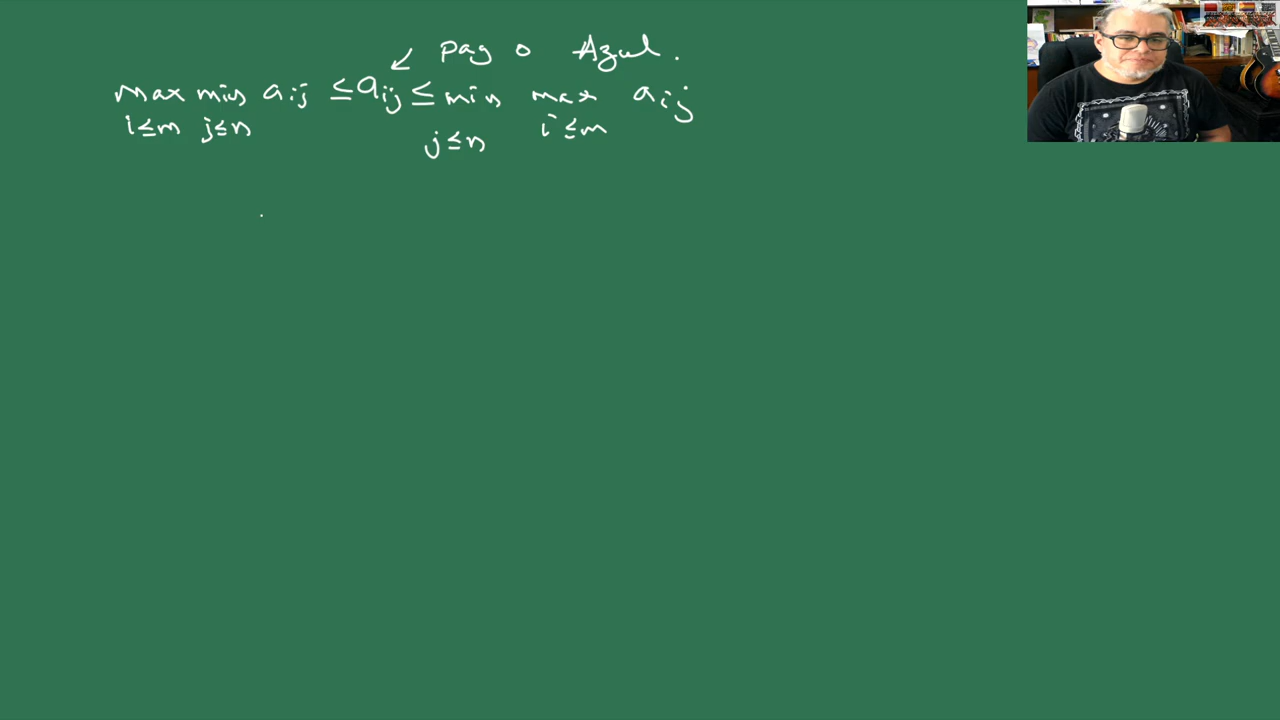 pag o Azul.
max min aij ≤ aij ≤ min max aij
i≤m j≤n j≤n i≤m